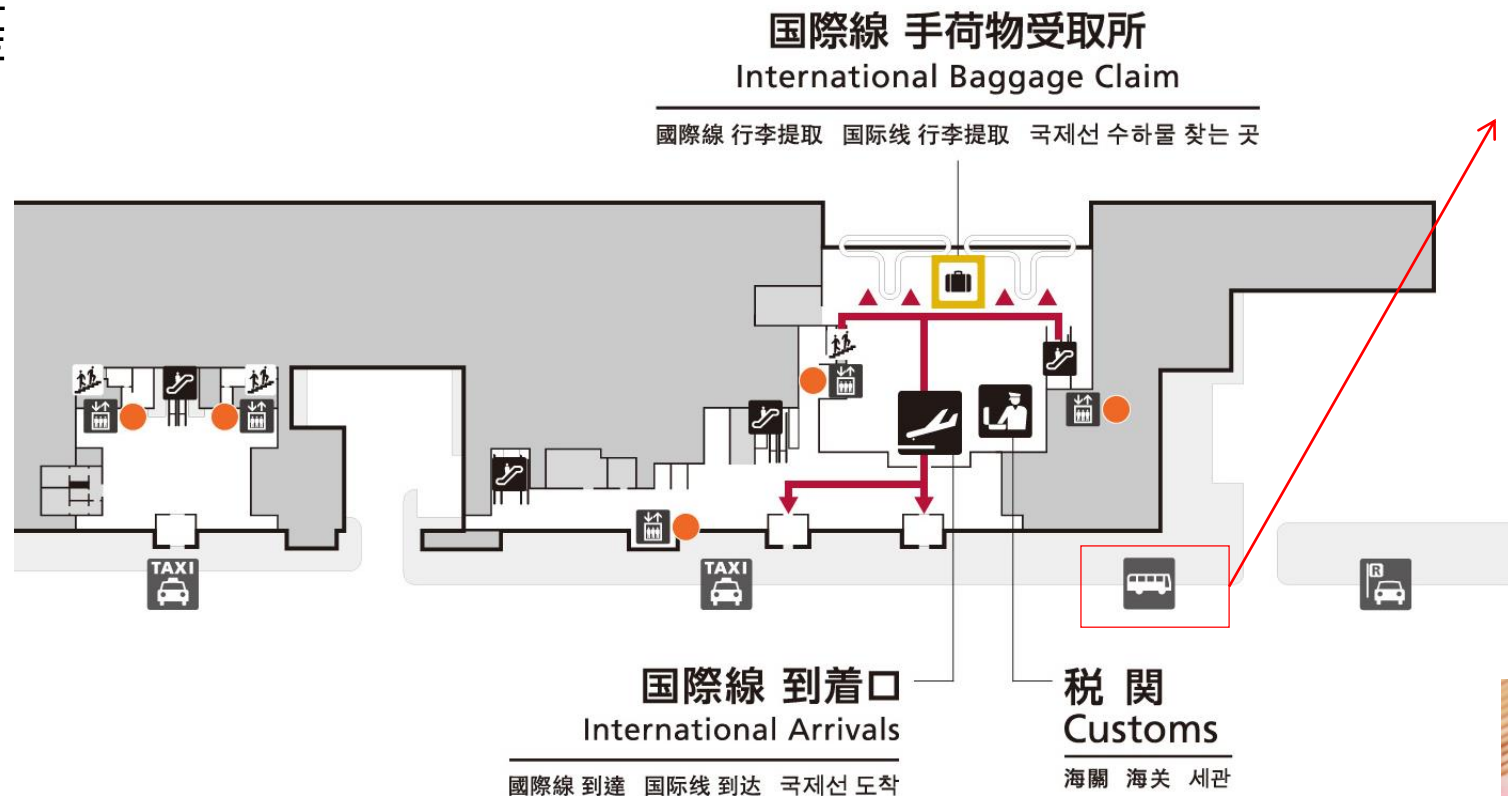 国際線 手荷物受取所
International Baggage Claim
國際線 行李提取 国际线 行李提取 국제선 수하물 찾는 곳
TAXI
TAXI
R
国際線 到着口
International Arrivals
國際線 到達 国际线 到达 국제선 도착
税 関
Customs
海關 海关 세관